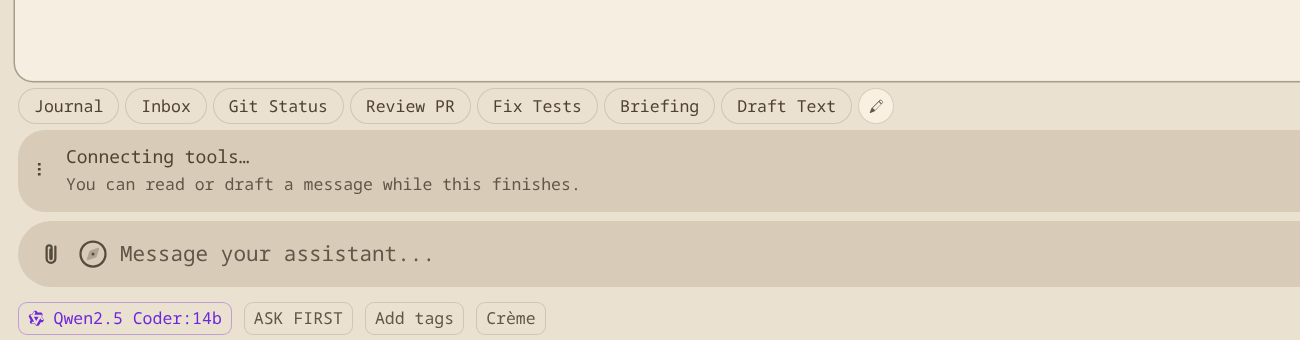 Journal Inbox Git Status Review PR Fix Tests Briefing Draft Text
Connecting tools…
You can read or draft a message while this finishes.
Message your assistant...
Qwen2.5 Coder:14b ASK FIRST Add tags Crème